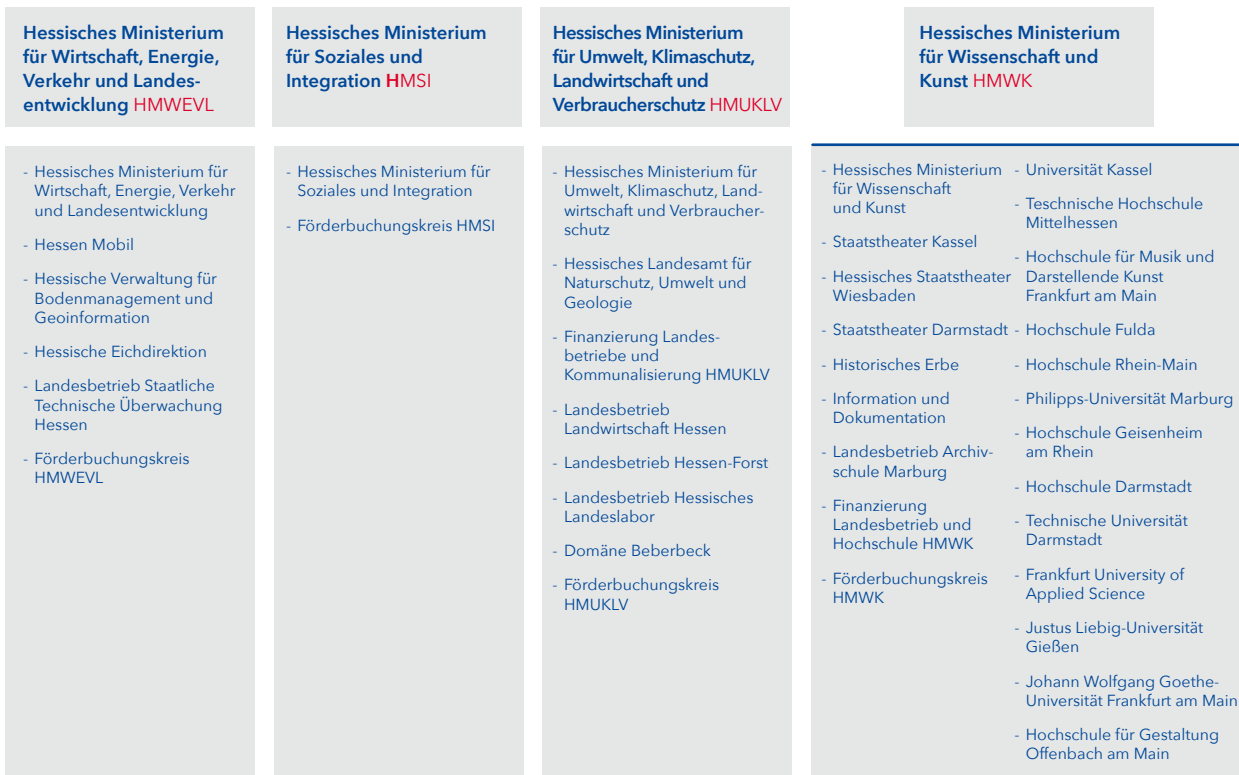 Hessisches Ministerium
für Wirtschaft, Energie,
Verkehr und Landes-
entwicklung HMWEVL
- Hessisches Ministerium für
Wirtschaft, Energie, Verkehr
und Landesentwicklung
- Hessen Mobil
- Hessische Verwaltung für
Bodenmanagement und
Geoinformation
- Hessische Eichdirektion
- Landesbetrieb Staatliche
Technische Überwachung
Hessen
- Förderbuchungskreis
HMWEVL
Hessisches Ministerium
für Soziales und
Integration HMSI
- Hessisches Ministerium für
Soziales und Integration
- Förderbuchungskreis HMSI
Hessisches Ministerium
für Umwelt, Klimaschutz,
Landwirtschaft und
Verbraucherschutz HMUKLV
- Hessisches Ministerium für
Umwelt, Klimaschutz, Land-
wirtschaft und Verbraucher-
schutz
- Hessisches Landesamt für
Naturschutz, Umwelt und
Geologie
- Finanzierung Landes-
betriebe und
Kommunalisierung HMUKLV
- Landesbetrieb
Landwirtschaft Hessen
- Landesbetrieb Hessen-Forst
- Landesbetrieb Hessisches
Landeslabor
- Domäne Beberbeck
- Förderbuchungskreis
HMUKLV
Hessisches Ministerium
für Wissenschaft und
Kunst HMWK
- Hessisches Ministerium
für Wissenschaft
und Kunst
- Staatstheater Kassel
- Hessisches Staatstheater
Wiesbaden
- Staatstheater Darmstadt
- Historisches Erbe
- Information und
Dokumentation
- Landesbetrieb Archiv-
schule Marburg
- Finanzierung
Landesbetrieb und
Hochschule HMWK
- Förderbuchungskreis
HMWK
- Universität Kassel
- Teschnische Hochschule
Mittelhessen
- Hochschule für Musik und
Darstellende Kunst
Frankfurt am Main
- Hochschule Fulda
- Hochschule Rhein-Main
- Philipps-Universität Marburg
- Hochschule Geisenheim
am Rhein
- Hochschule Darmstadt
- Technische Universität
Darmstadt
- Frankfurt University of
Applied Science
- Justus Liebig-Universität
Gießen
- Johann Wolfgang Goethe-
Universität Frankfurt am Main
- Hochschule für Gestaltung
Offenbach am Main